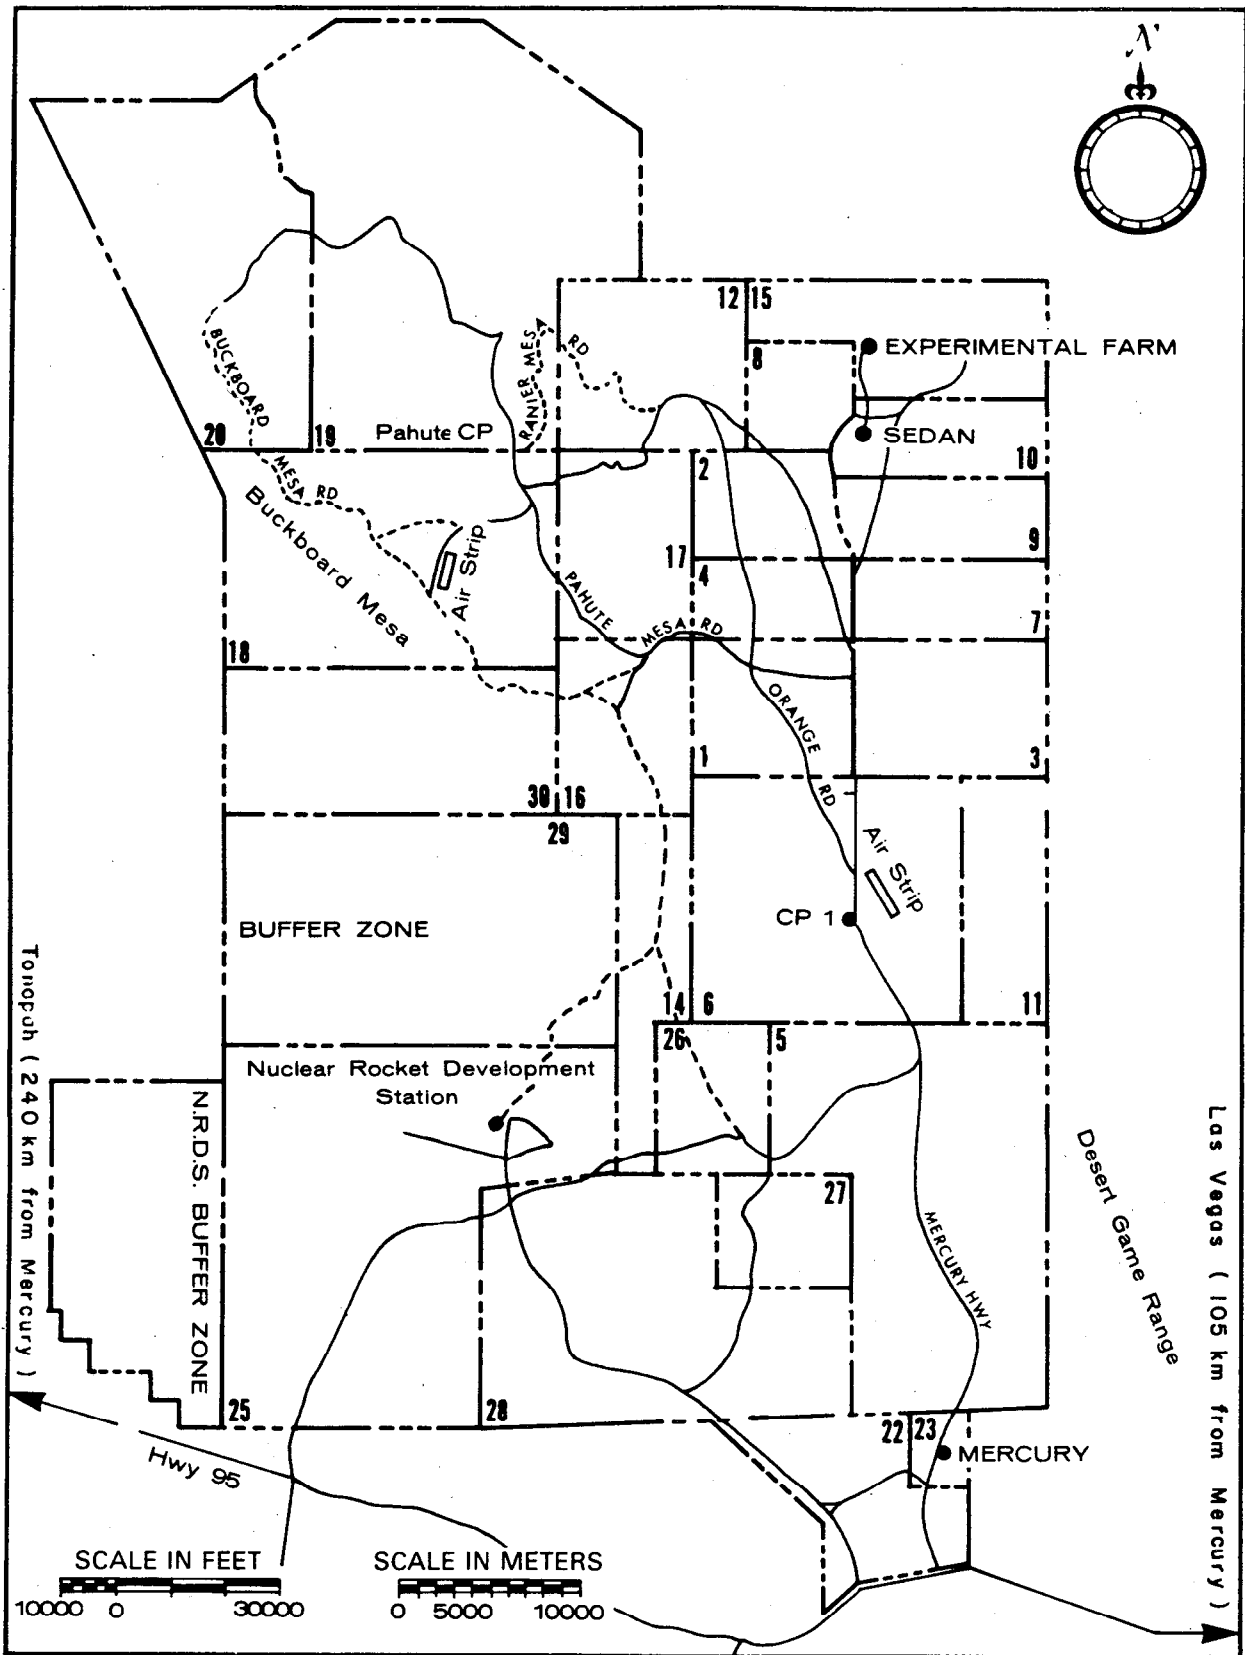 N
12 15
8
EXPERIMENTAL FARM
SEDAN
10
BUCKBOARD
MESA RD
RANIER MES
RD
20
19
Pahute CP
2
Buckboard Mesa
Air Strip
17
4
9
PAHUTE
MESA RD
7
18
ORANGE
RD
1
3
30 16
29
Air Strip
CP 1
BUFFER ZONE
14 6
11
26
5
Nuclear Rocket Development
Station
N.R.D.S. BUFFER ZONE
Tonopah (240 km from Mercury)
27
MERCURY HWY
Desert Game Range
Las Vegas (105 km from Mercury)
25
28
22 23
MERCURY
Hwy 95
SCALE IN FEET
10000 0 30000
SCALE IN METERS
0 5000 10000